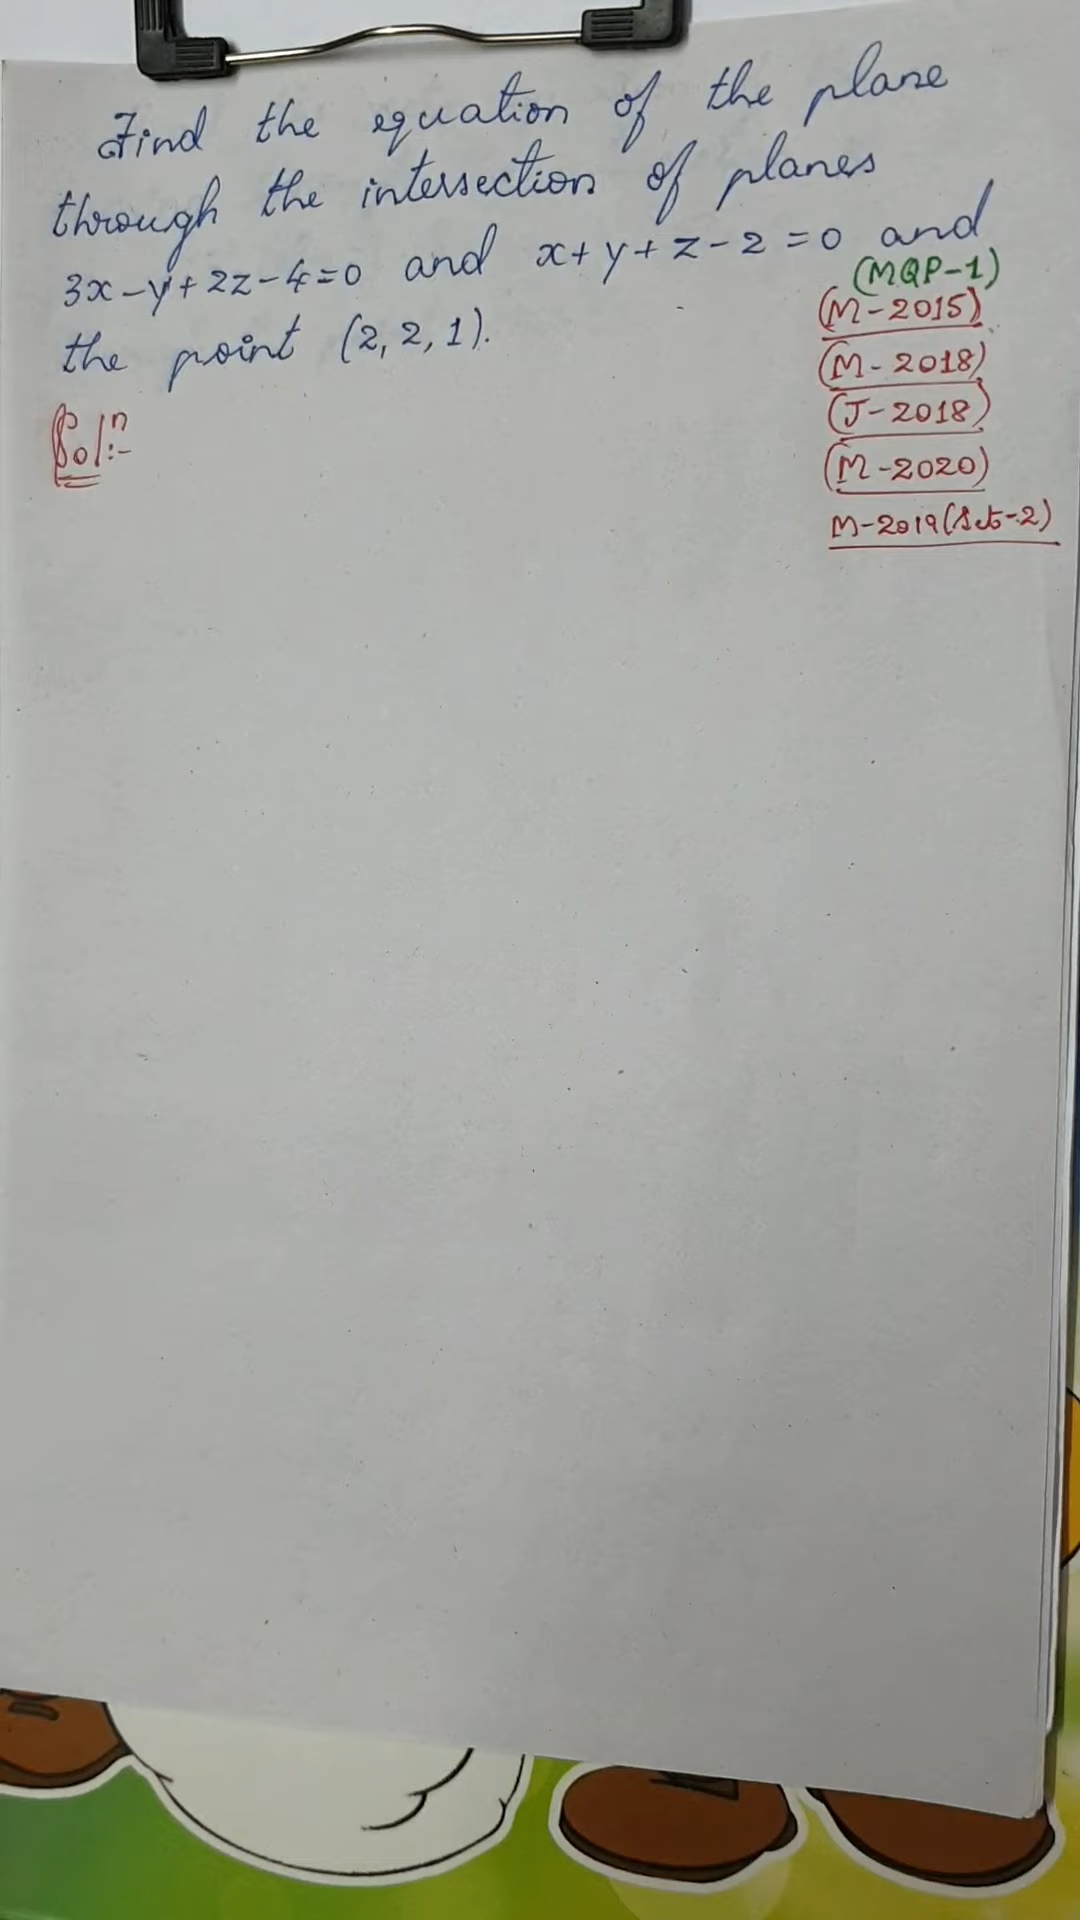 Find the equation of the plane
through the intersection of planes
3x-y+2z-4=0 and x+y+z-2=0 and
the point (2,2,1).
(MQP-1)
(M-2015)
(M-2018)
(J-2018)
(M-2020)
M-2019(Set-2)
Solⁿ:-